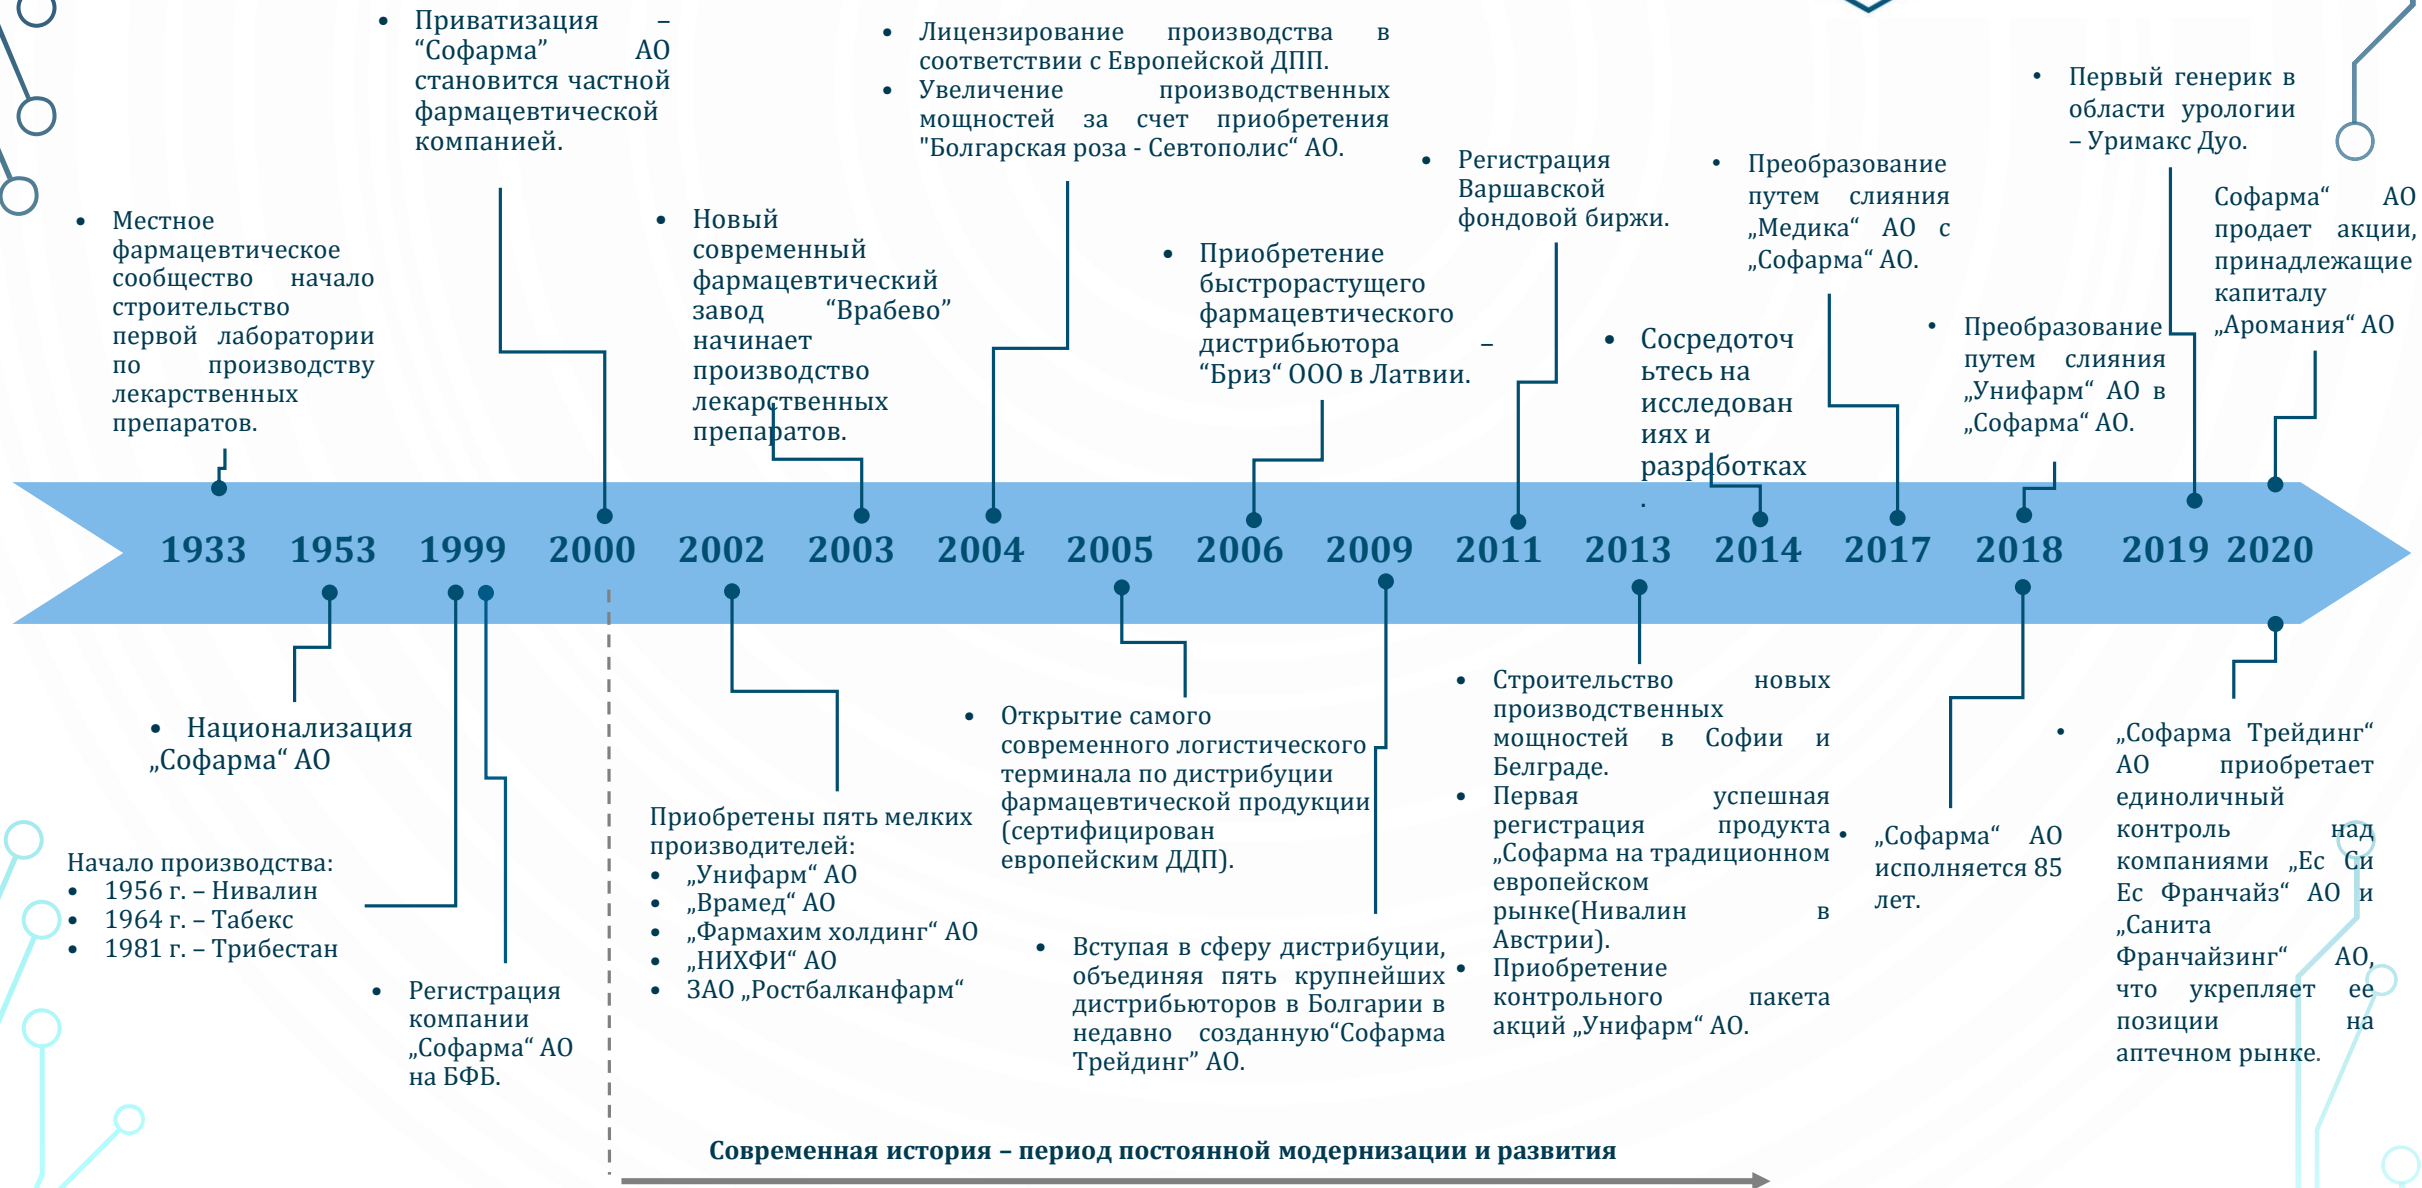 • Приватизация –
“Софарма” АО
становится частной
фармацевтической
компанией.
• Лицензирование производства в
соответствии с Европейской ДПП.
• Увеличение производственных
мощностей за счет приобретения
"Болгарская роза - Севтополис“ АО.
• Первый генерик в
области урологии
– Уримакс Дуо.
• Местное
фармацевтическое
сообщество начало
строительство
первой лаборатории
по производству
лекарственных
препаратов.
• Новый
современный
фармацевтический
завод “Врабево”
начинает
производство
лекарственных
препаратов.
• Приобретение
быстрорастущего
фармацевтического
дистрибьютора –
“Бриз“ ООО в Латвии.
• Регистрация
Варшавской
фондовой биржи.
• Сосредоточ
ьтесь на
исследован
иях и
разработках
.
• Преобразование
путем слияния
„Медика“ АО с
„Софарма“ АО.
• Преобразование
путем слияния
„Унифарм“ АО в
„Софарма“ АО.
Софарма“ АО
продает акции,
принадлежащие
капиталу
„Аромания“ АО
1933 1953 1999 2000 2002 2003 2004 2005 2006 2009 2011 2013 2014 2017 2018 2019 2020
• Национализация
„Софарма“ АО
Начало производства:
• 1956 г. – Нивалин
• 1964 г. – Табекс
• 1981 г. – Трибестан
• Регистрация
компании
„Софарма“ АО
на БФБ.
Приобретены пять мелких
производителей:
• „Унифарм“ АО
• „Врамед“ АО
• „Фармахим холдинг“ АО
• „НИХФИ“ АО
• ЗАО „Ростбалканфарм“
• Открытие самого
современного логистического
терминала по дистрибуции
фармацевтической продукции
(сертифицирован
европейским ДДП).
• Вступая в сферу дистрибуции,
объединяя пять крупнейших
дистрибьюторов в Болгарии в
недавно созданную“Софарма
Трейдинг” АО.
• Строительство новых
производственных
мощностей в Софии и
Белграде.
• Первая успешная
регистрация продукта
„Софарма на традиционном
европейском
рынке(Нивалин в
Австрии).
• Приобретение
контрольного пакета
акций „Унифарм“ АО.
• „Софарма“ АО
исполняется 85
лет.
• „Софарма Трейдинг“
АО приобретает
единоличный
контроль над
компаниями „Ес Си
Ес Франчайз“ АО и
„Санита
Франчайзинг“ АО,
что укрепляет ее
позиции на
аптечном рынке.
Современная история – период постоянной модернизации и развития